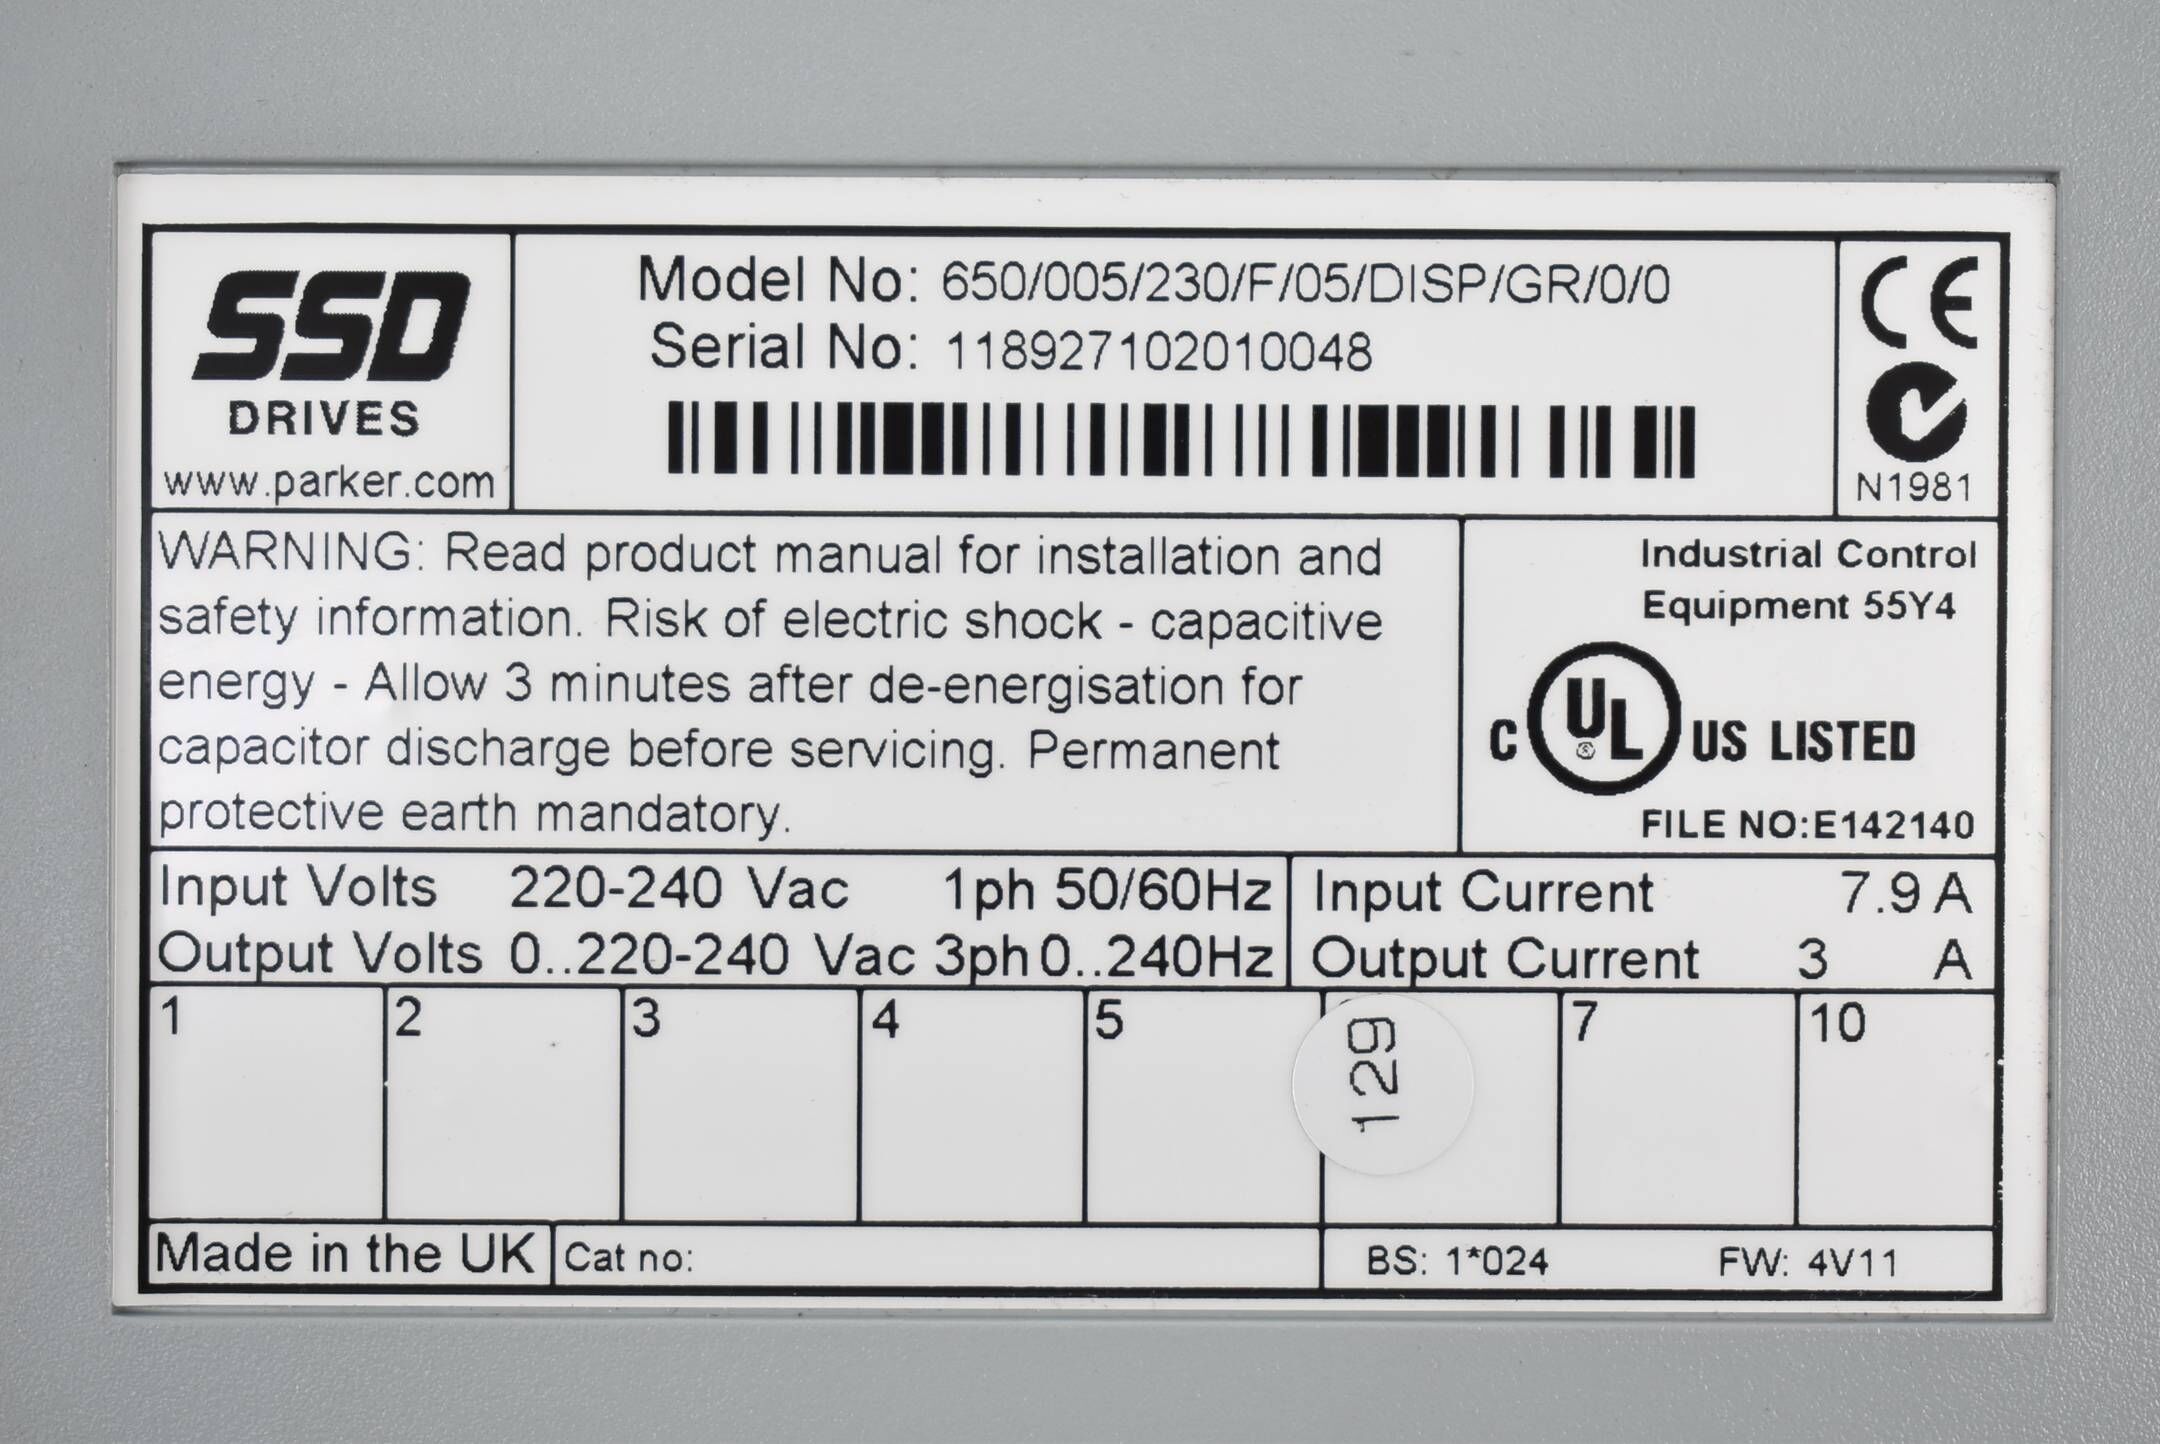 SSD
DRIVES
www.parker.com
Model No: 650/005/230/F/05/DISP/GR/0/0
Serial No: 118927102010048
CE
N1981
WARNING: Read product manual for installation and
safety information. Risk of electric shock - capacitive
energy - Allow 3 minutes after de-energisation for
capacitor discharge before servicing. Permanent
protective earth mandatory.
Industrial Control
Equipment 55Y4
C UL ® US LISTED
FILE NO:E142140
Input Volts 220-240 Vac 1ph 50/60Hz
Output Volts 0..220-240 Vac 3ph 0..240Hz
Input Current 7.9 A
Output Current 3 A
1 2 3 4 5 7 10
129
Made in the UK
Cat no:
BS: 1*024 FW: 4V11